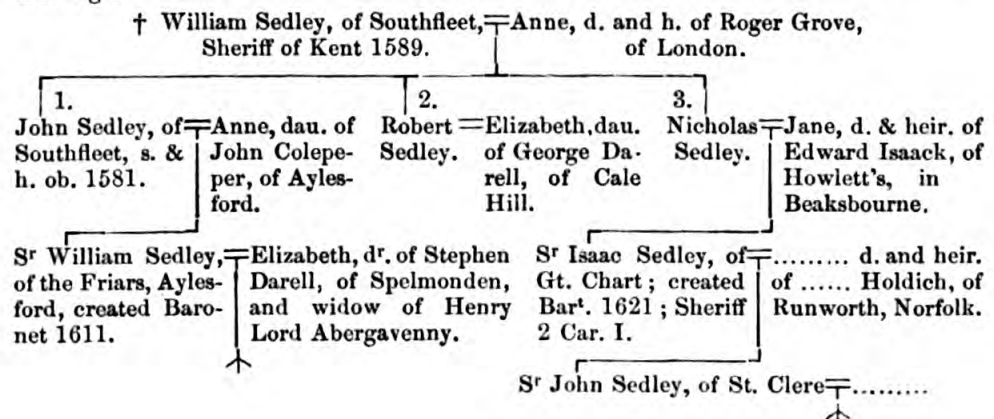 † William Sedley, of Southfleet,=Anne, d. and h. of Roger Grove,
Sheriff of Kent 1589. of London.
1. 2. 3.
John Sedley, of=Anne, dau. of
Southfleet, s. & John Colepe-
h. ob. 1581. per, of Ayles-
ford.
Robert=Elizabeth, dau.
Sedley. of George Da-
rell, of Cale
Hill.
Nicholas=Jane, d. & heir. of
Sedley. Edward Isaack, of
Howlett's, in
Beaksbourne.
Sr William Sedley,=Elizabeth, dr. of Stephen
of the Friars, Ayles- Darell, of Spelmonden,
ford, created Baro- and widow of Henry
net 1611. Lord Abergavenny.
Sr Isaac Sedley, of=......... d. and heir.
Gt. Chart; created of ...... Holdich, of
Bart. 1621; Sheriff Runworth, Norfolk.
2 Car. I.
Sr John Sedley, of St. Clere=.........